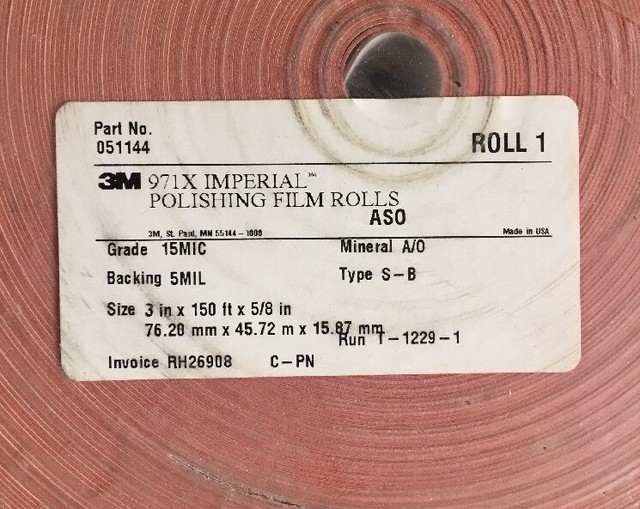 Part No.
051144
ROLL 1
3M 971X IMPERIAL™
POLISHING FILM ROLLS
ASO
3M, St. Paul, MN 55144-1000
Made in USA
Grade 15MIC
Mineral A/O
Backing 5MIL
Type S-B
Size 3 in x 150 ft x 5/8 in
76.20 mm x 45.72 m x 15.87 mm
Run T-1229-1
Invoice RH26908 C-PN